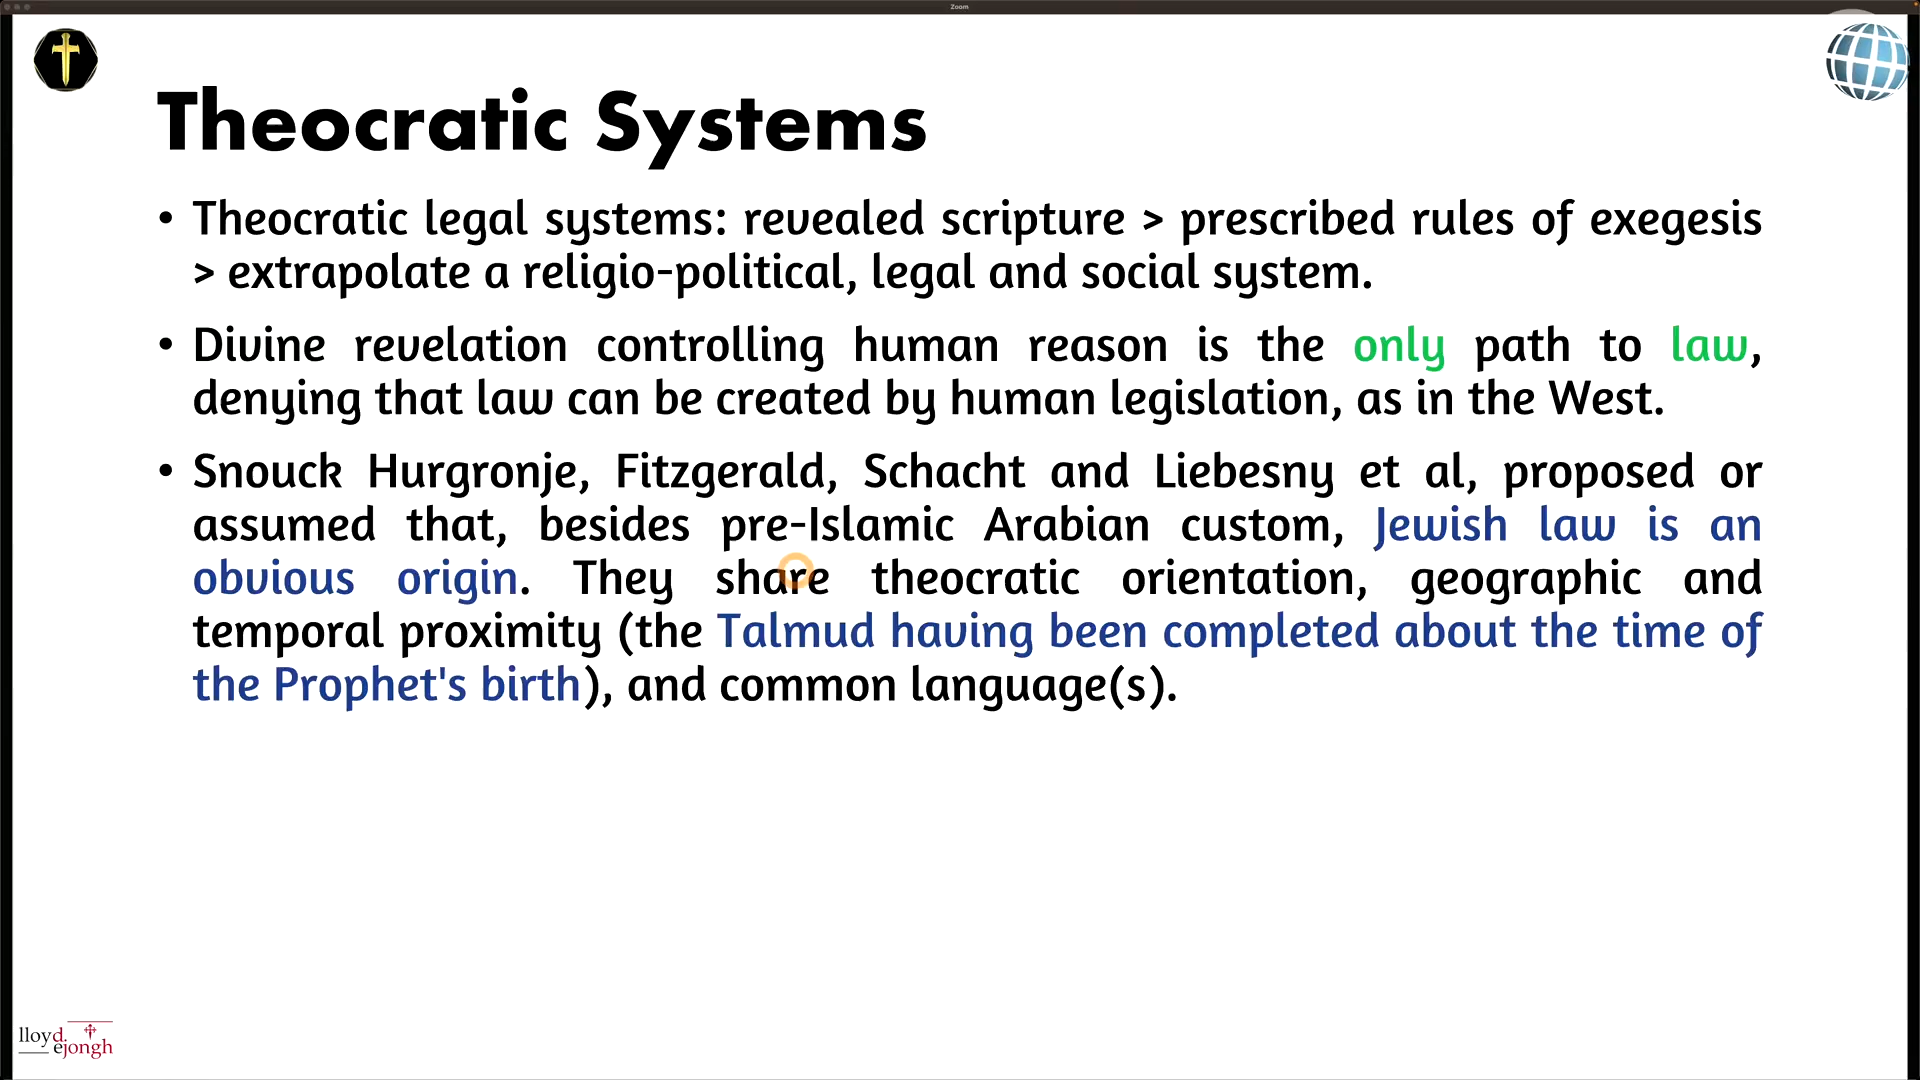 Zoom
Theocratic Systems
• Theocratic legal systems: revealed scripture > prescribed rules of exegesis
> extrapolate a religio-political, legal and social system.
• Divine revelation controlling human reason is the only path to law,
denying that law can be created by human legislation, as in the West.
• Snouck Hurgronje, Fitzgerald, Schacht and Liebesny et al, proposed or
assumed that, besides pre-Islamic Arabian custom, Jewish law is an
obvious origin. They share theocratic orientation, geographic and
temporal proximity (the Talmud having been completed about the time of
the Prophet's birth), and common language(s).
lloyd
ejongh